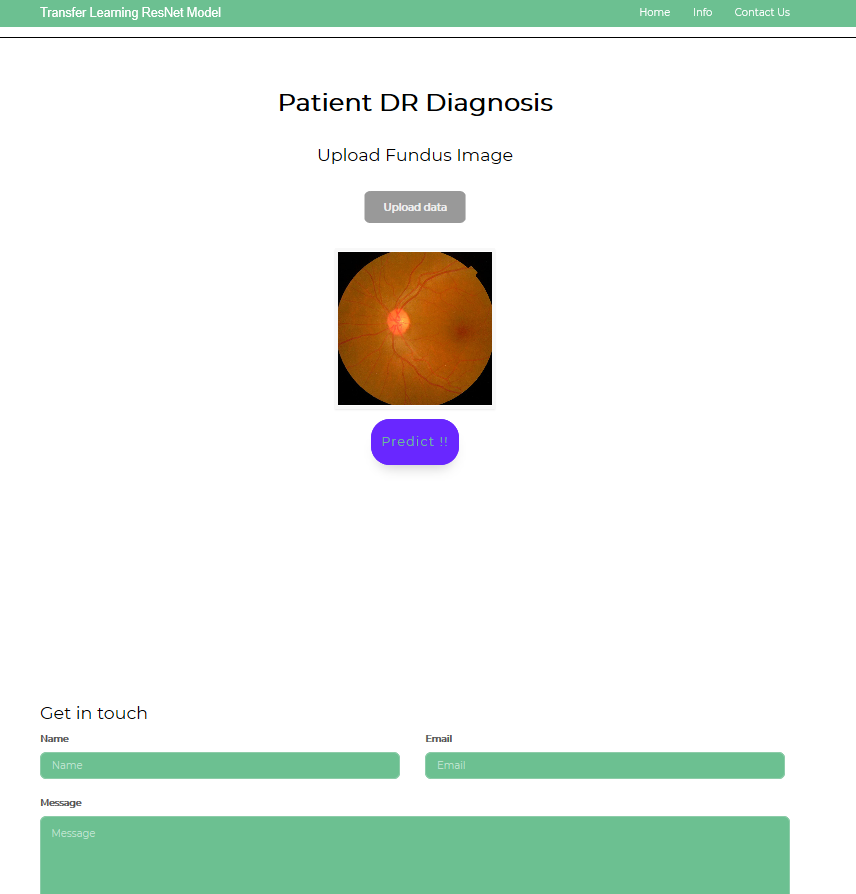 Transfer Learning ResNet Model
Home Info Contact Us
Patient DR Diagnosis
Upload Fundus Image
Upload data
Predict !!
Get in touch
Name Email
Name Email
Message
Message